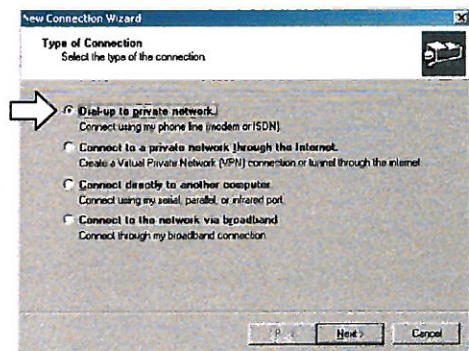 New Connection Wizard
Type of Connection
Select the type of the connection.
Dial-up to private network.
Connect using my phone line (modem or ISDN).
Connect to a private network through the Internet.
Create a Virtual Private Network (VPN) connection or tunnel through the internet
Connect directly to another computer.
Connect using my serial, parallel, or infrared port.
Connect to the network via broadband
Connect through my broadband connection
Next >
Cancel